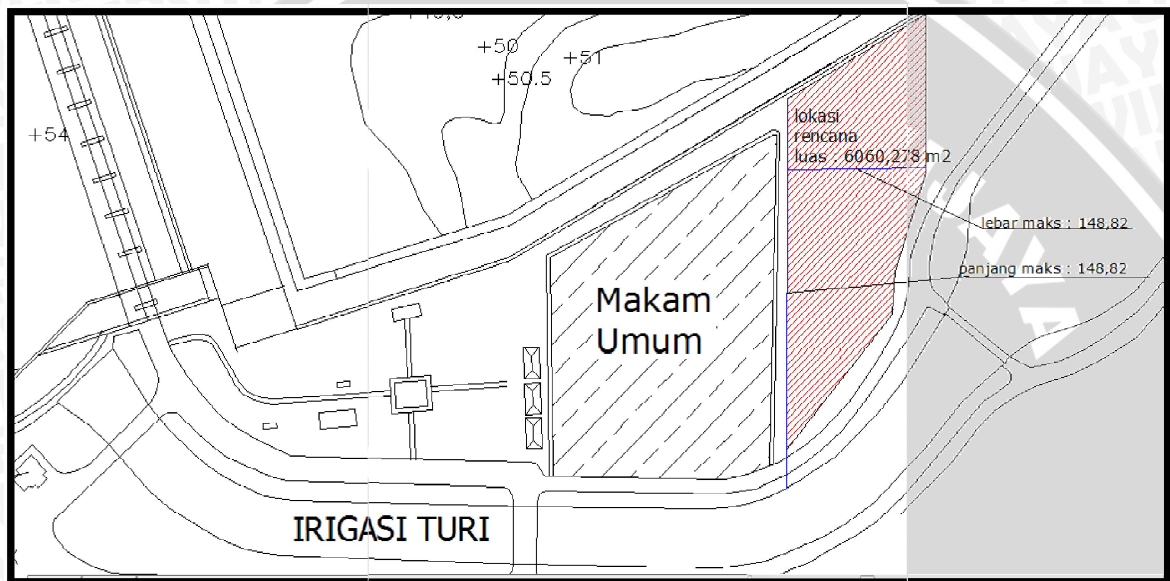 +50
+51
+50.5
+54
lokasi
rencana
luas : 6060,278 m2
lebar maks : 148,82
panjang maks : 148,82
Makam
Umum
IRIGASI TURI
JAYA